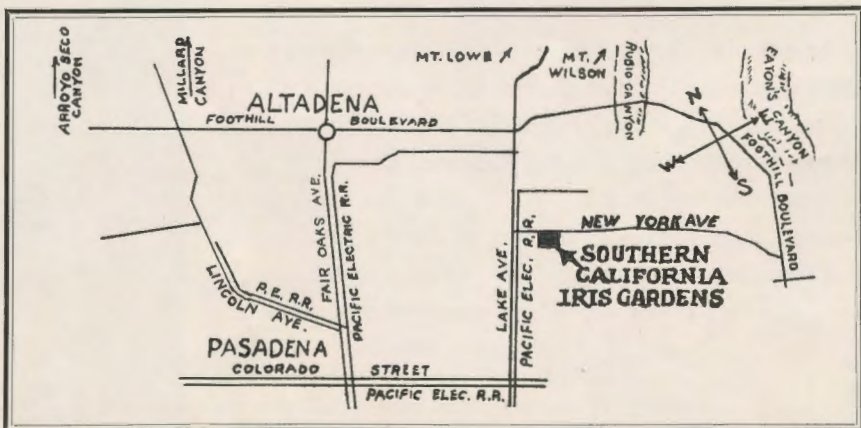 ARROYO SECO
CANYON
MILLARD
CANYON
MT. LOWE
MT.
WILSON
RUBIO CANYON
EATON'S CANYON
ALTADENA
FOOTHILL BOULEVARD
N
E
W
S
FOOTHILL BOULEVARD
FAIR OAKS AVE.
PACIFIC ELECTRIC R.R.
LAKE AVE.
PACIFIC ELEC. R.R.
NEW YORK AVE
SOUTHERN
CALIFORNIA
IRIS GARDENS
P.E. R.R.
LINCOLN AVE.
PASADENA
COLORADO STREET
PACIFIC ELEC. R.R.